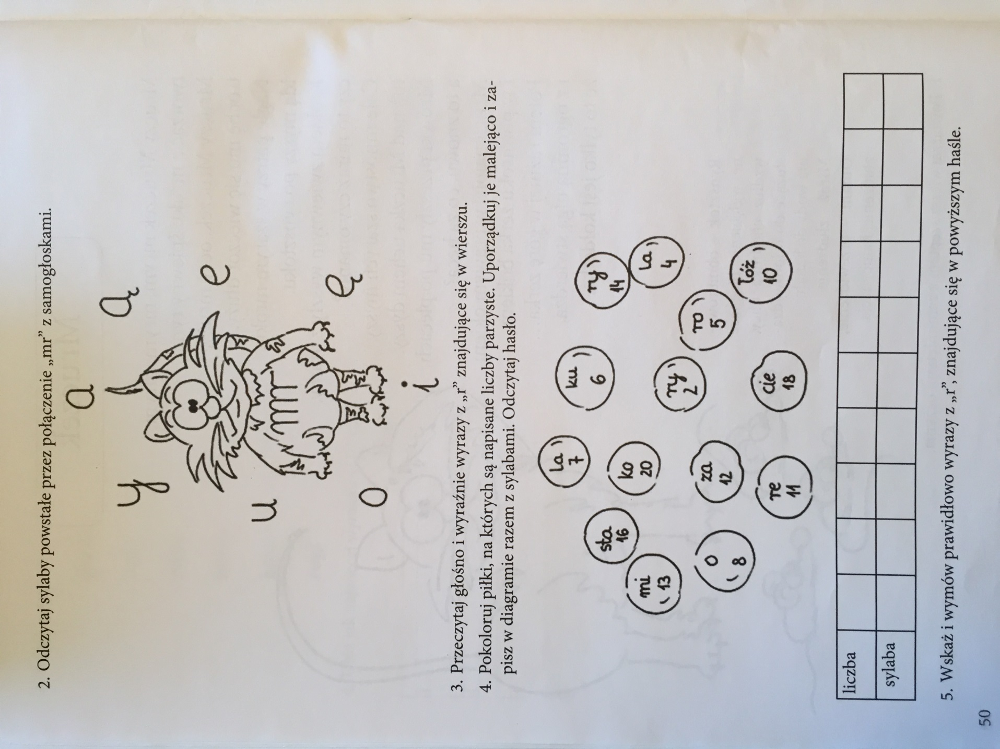 2. Odczytaj sylaby powstałe przez połączenie „mr” z samogłoskami.
a
ą
y
e
u
mmm
ę
o
i
3. Przeczytaj głośno i wyraźnie wyrazy z „r” znajdujące się w wierszu.
4. Pokoloruj piłki, na których są napisane liczby parzyste. Uporządkuj je malejąco i za-
pisz w diagramie razem z sylabami. Odczytaj hasło.
la
7
ku
6
ry
14
sta
16
ko
20
la
4
mi
13
ry
2
ro
5
o
8
za
12
łóż
10
re
11
cie
18
liczba
sylaba
5. Wskaż i wymów prawidłowo wyrazy z „r”, znajdujące się w powyższym haśle.
50